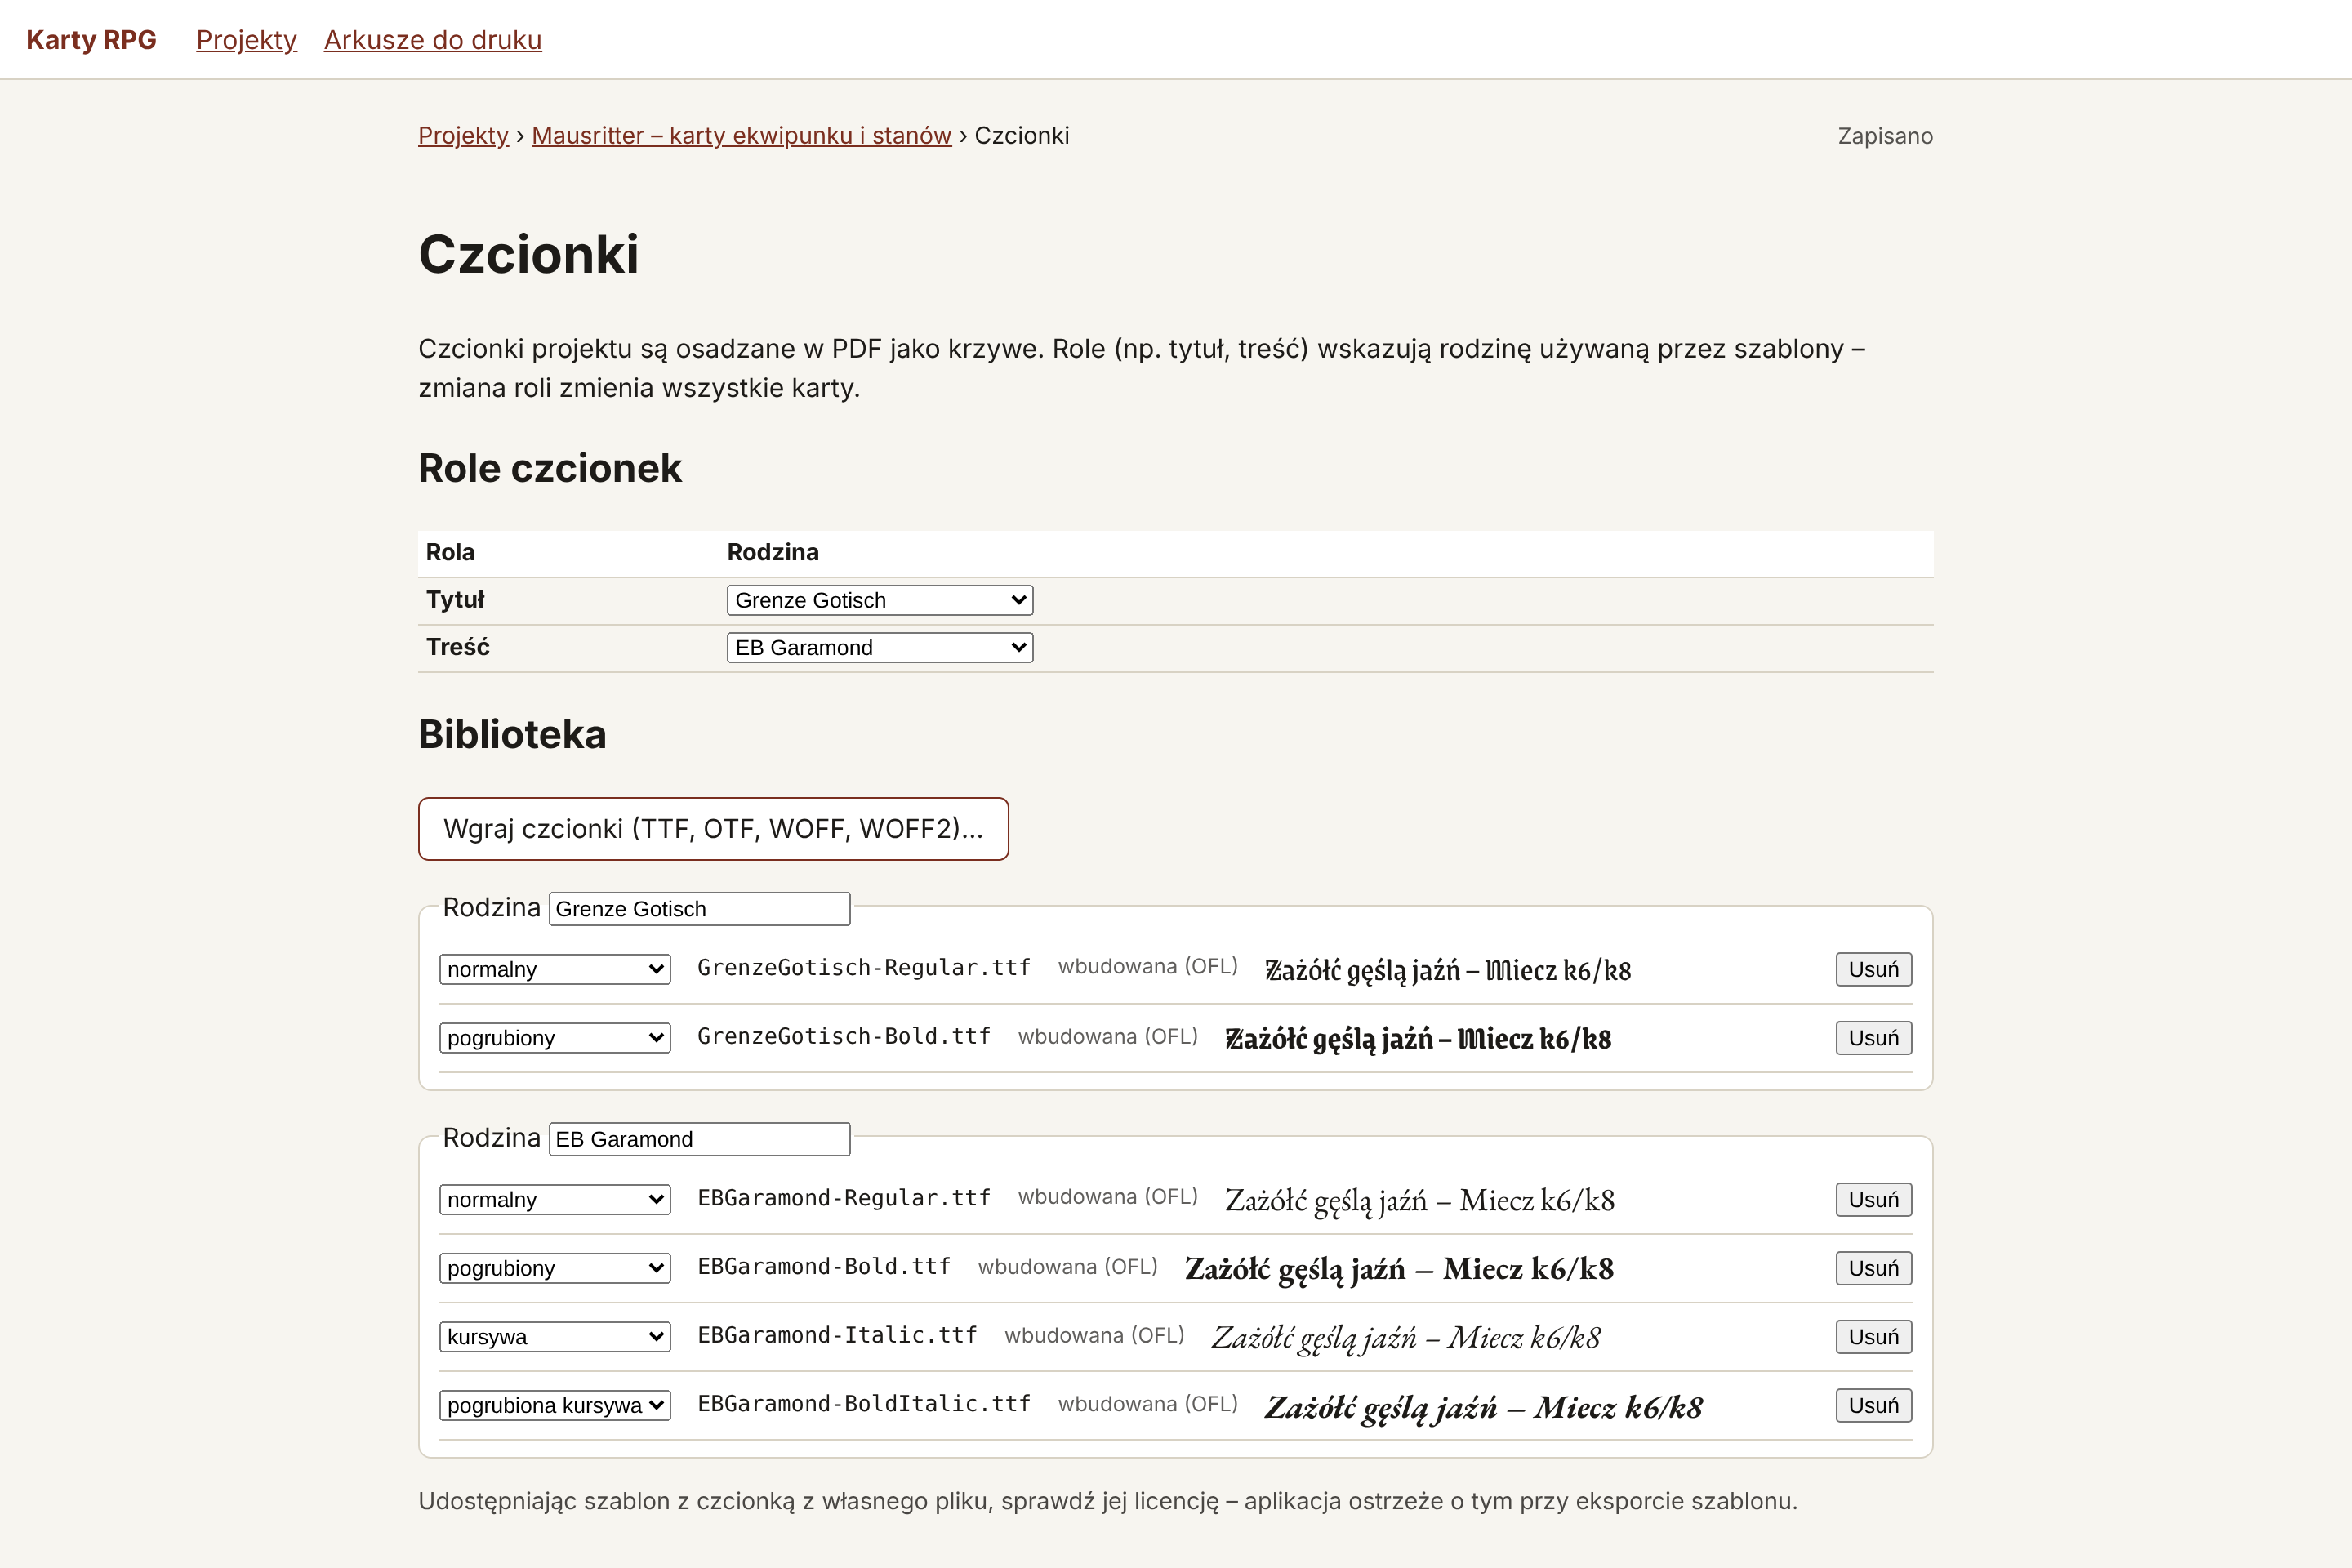 Karty RPG Projekty Arkusze do druku
Projekty › Mausritter – karty ekwipunku i stanów › Czcionki Zapisano
Czcionki
Czcionki projektu są osadzane w PDF jako krzywe. Role (np. tytuł, treść) wskazują rodzinę używaną przez szablony –
zmiana roli zmienia wszystkie karty.
Role czcionek
Rola Rodzina
Tytuł Grenze Gotisch
Treść EB Garamond
Biblioteka
Wgraj czcionki (TTF, OTF, WOFF, WOFF2)...
Rodzina Grenze Gotisch
normalny GrenzeGotisch-Regular.ttf wbudowana (OFL) Zażółć gęślą jaźń – Miecz k6/k8 Usuń
pogrubiony GrenzeGotisch-Bold.ttf wbudowana (OFL) Zażółć gęślą jaźń – Miecz k6/k8 Usuń
Rodzina EB Garamond
normalny EBGaramond-Regular.ttf wbudowana (OFL) Zażółć gęślą jaźń – Miecz k6/k8 Usuń
pogrubiony EBGaramond-Bold.ttf wbudowana (OFL) Zażółć gęślą jaźń – Miecz k6/k8 Usuń
kursywa EBGaramond-Italic.ttf wbudowana (OFL) Zażółć gęślą jaźń – Miecz k6/k8 Usuń
pogrubiona kursywa EBGaramond-BoldItalic.ttf wbudowana (OFL) Zażółć gęślą jaźń – Miecz k6/k8 Usuń
Udostępniając szablon z czcionką z własnego pliku, sprawdź jej licencję – aplikacja ostrzeże o tym przy eksporcie szablonu.